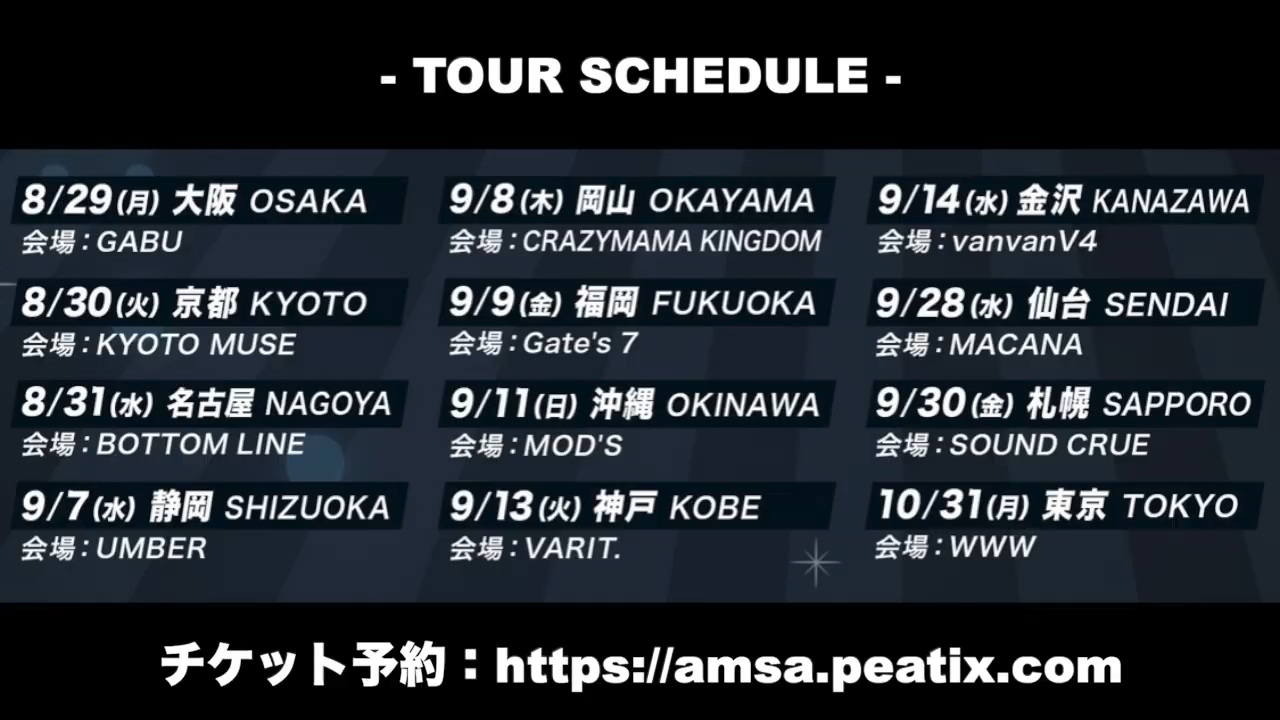 - TOUR SCHEDULE -
8/29(月) 大阪 OSAKA
会場：GABU
8/30(火) 京都 KYOTO
会場：KYOTO MUSE
8/31(水) 名古屋 NAGOYA
会場：BOTTOM LINE
9/7(水) 静岡 SHIZUOKA
会場：UMBER
9/8(木) 岡山 OKAYAMA
会場：CRAZYMAMA KINGDOM
9/9(金) 福岡 FUKUOKA
会場：Gate's 7
9/11(日) 沖縄 OKINAWA
会場：MOD'S
9/13(火) 神戸 KOBE
会場：VARIT.
9/14(水) 金沢 KANAZAWA
会場：vanvanV4
9/28(水) 仙台 SENDAI
会場：MACANA
9/30(金) 札幌 SAPPORO
会場：SOUND CRUE
10/31(月) 東京 TOKYO
会場：WWW
チケット予約：https://amsa.peatix.com